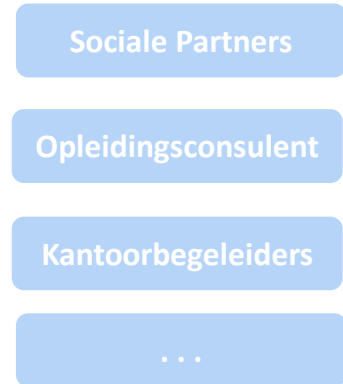 Sociale Partners
Opleidingsconsulent
Kantoorbegeleiders
. . .